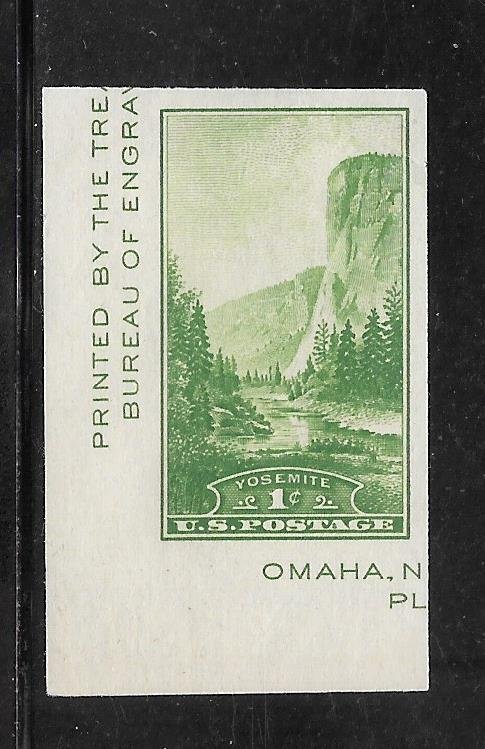 PRINTED BY THE TREA
BUREAU OF ENGRAV
YOSEMITE
1¢
U.S. POSTAGE
OMAHA, N
PL